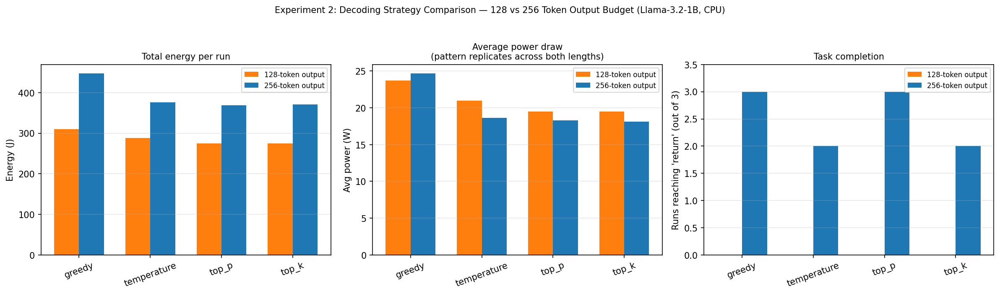 Experiment 2: Decoding Strategy Comparison — 128 vs 256 Token Output Budget (Llama-3.2-1B, CPU)
Total energy per run
128-token output
256-token output
Energy (J)
400
300
200
100
0
greedy
temperature
top_p
top_k
Average power draw
(pattern replicates across both lengths)
128-token output
256-token output
Avg power (W)
25
20
15
10
5
0
greedy
temperature
top_p
top_k
Task completion
128-token output
256-token output
Runs reaching 'return' (out of 3)
3.5
3.0
2.5
2.0
1.5
1.0
0.5
0.0
greedy
temperature
top_p
top_k